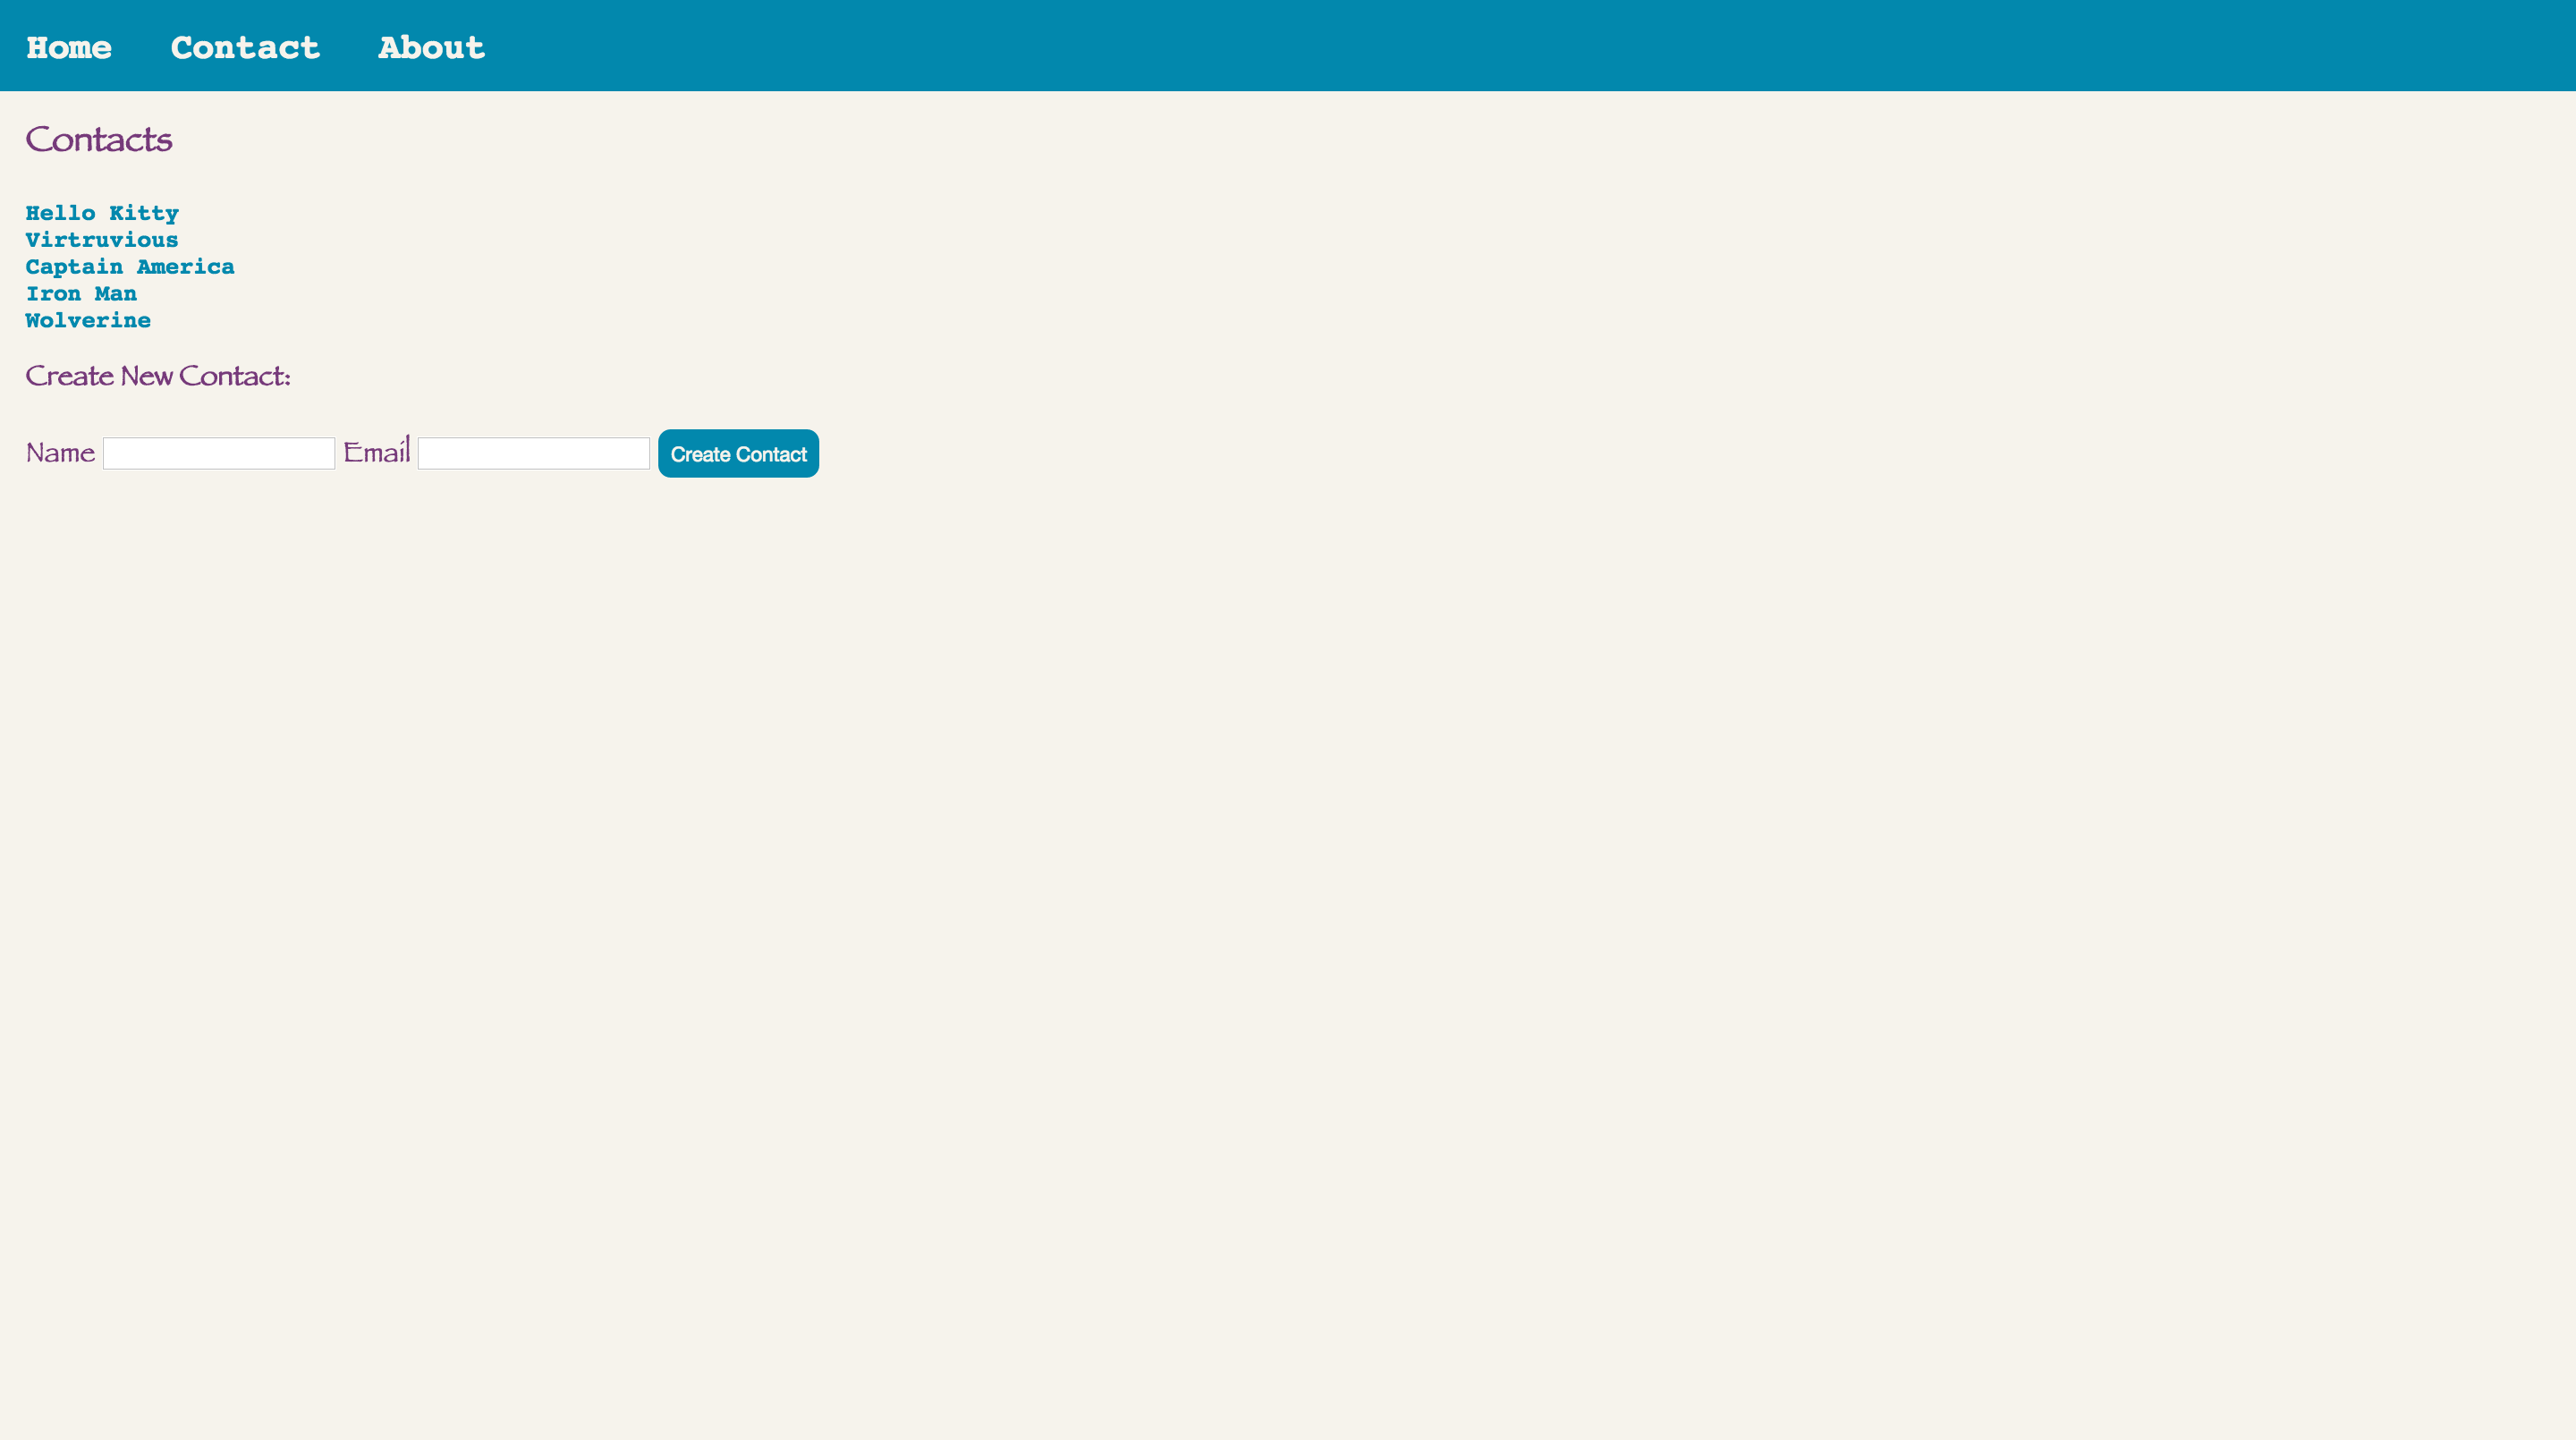 Home Contact About
Contacts
Hello Kitty
Virtruvious
Captain America
Iron Man
Wolverine
Create New Contact:
Name Email Create Contact